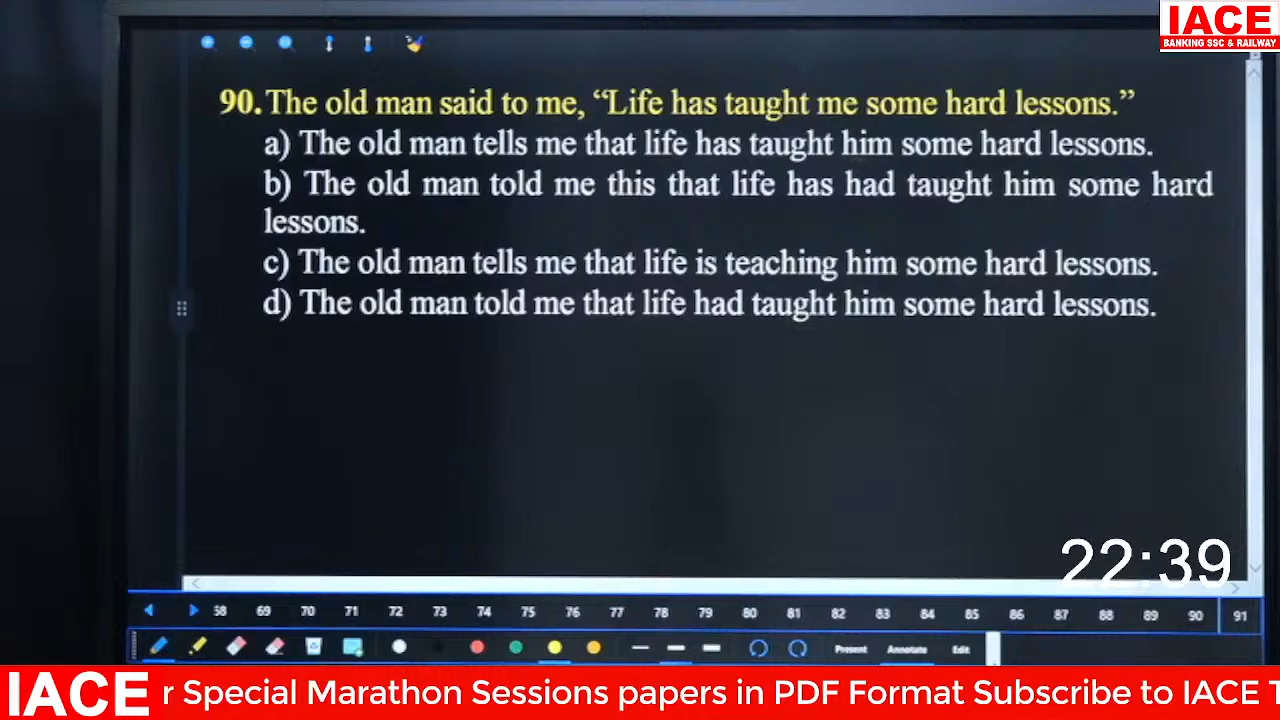 IACE
BANKING SSC & RAILWAY
90. The old man said to me, “Life has taught me some hard lessons.”
a) The old man tells me that life has taught him some hard lessons.
b) The old man told me this that life has had taught him some hard
lessons.
c) The old man tells me that life is teaching him some hard lessons.
d) The old man told me that life had taught him some hard lessons.
22:39
58 69 70 71 72 73 74 75 76 77 78 79 80 81 82 83 84 85 86 87 88 89 90 91
Present Annotate Edit
IACE r Special Marathon Sessions papers in PDF Format Subscribe to IACE T